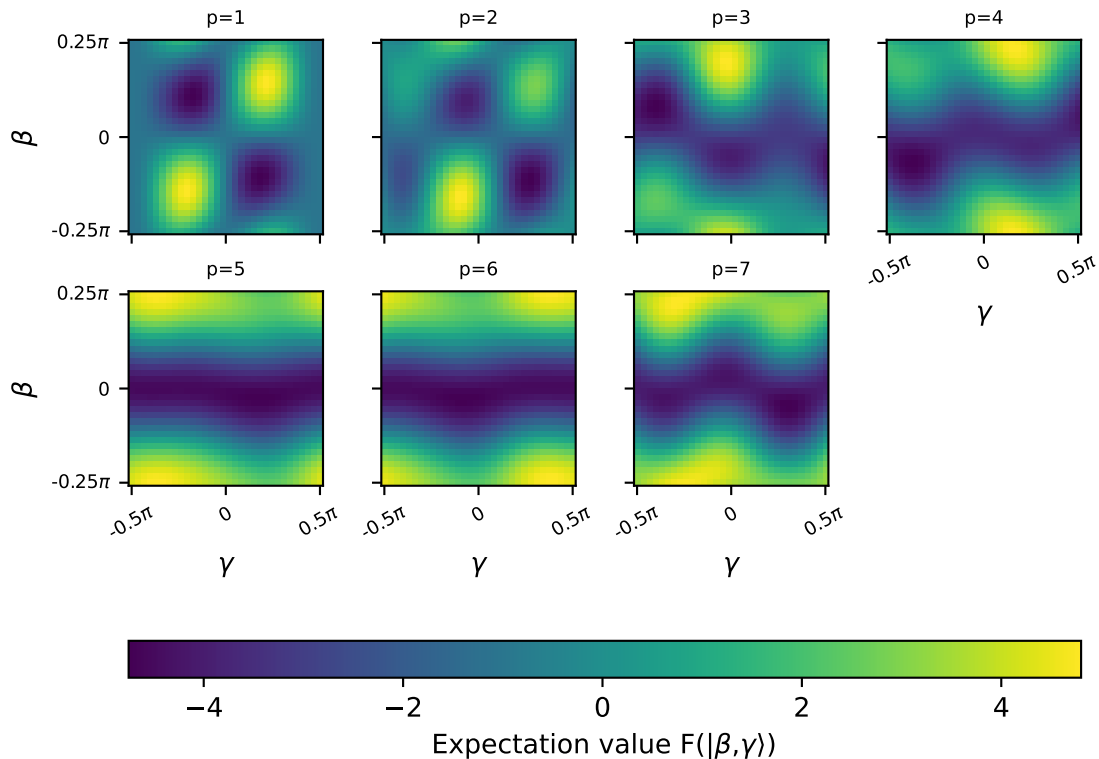 p=1 p=2 p=3 p=4
0.25π
β 0
-0.25π
-0.5π 0 0.5π
γ
p=5 p=6 p=7
0.25π
β 0
-0.25π
-0.5π 0 0.5π -0.5π 0 0.5π -0.5π 0 0.5π
γ γ γ
−4 −2 0 2 4
Expectation value F(|β,γ⟩)